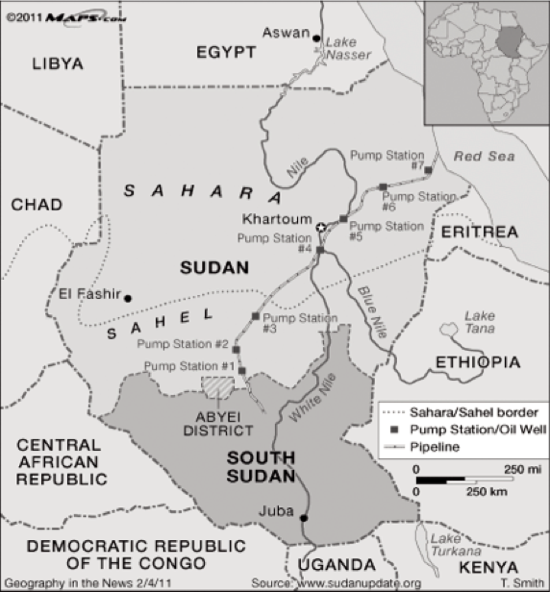 ©2011 MAPS.com
Aswan
Lake
Nasser
EGYPT
LIBYA
Nile
Pump Station
#7
Red Sea
SAHARA
Pump Station
#6
CHAD
Khartoum
Pump Station
#5
Pump Station
#4
ERITREA
SUDAN
El Fashir
Blue Nile
Lake
Tana
SAHEL
Pump Station
#3
Pump Station #2
Pump Station #1
ETHIOPIA
White Nile
ABYEI
DISTRICT
Sahara/Sahel border
Pump Station/Oil Well
Pipeline
CENTRAL
AFRICAN
REPUBLIC
SOUTH
SUDAN
0 250 mi
0 250 km
Juba
Lake
Turkana
DEMOCRATIC REPUBLIC
OF THE CONGO
UGANDA
KENYA
Geography in the News 2/4/11
Source: www.sudanupdate.org
T. Smith